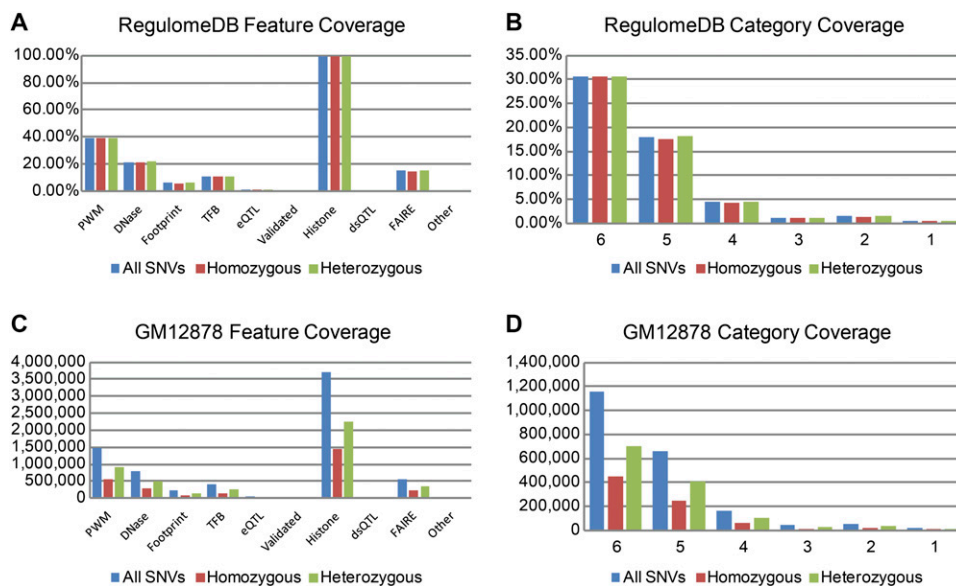 A
RegulomeDB Feature Coverage
100.00%
80.00%
60.00%
40.00%
20.00%
0.00%
PWM
DNase
Footprint
TFB
eQTL
Validated
Histone
dsQTL
FAIRE
Other
All SNVs Homozygous Heterozygous
B
RegulomeDB Category Coverage
35.00%
30.00%
25.00%
20.00%
15.00%
10.00%
5.00%
0.00%
6 5 4 3 2 1
All SNVs Homozygous Heterozygous
C
GM12878 Feature Coverage
4,000,000
3,500,000
3,000,000
2,500,000
2,000,000
1,500,000
1,000,000
500,000
0
PWM
DNase
Footprint
TFB
eQTL
Validated
Histone
dsQTL
FAIRE
Other
All SNVs Homozygous Heterozygous
D
GM12878 Category Coverage
1,400,000
1,200,000
1,000,000
800,000
600,000
400,000
200,000
0
6 5 4 3 2 1
All SNVs Homozygous Heterozygous